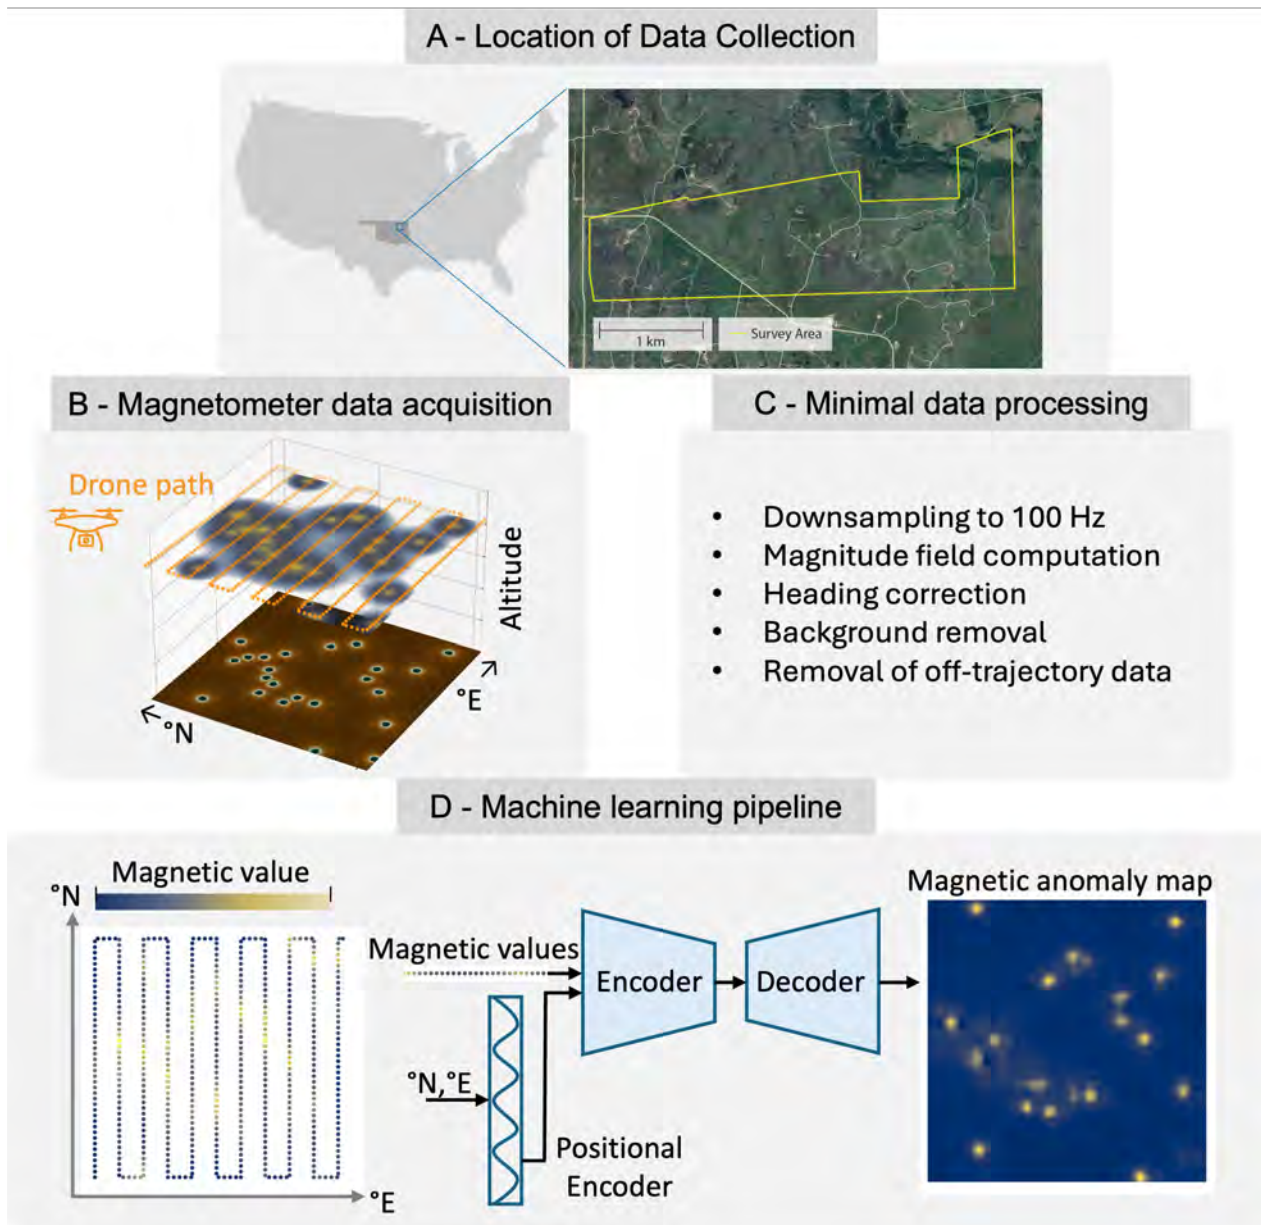 A - Location of Data Collection
1 km
Survey Area
B - Magnetometer data acquisition
Drone path
Altitude
°E
°N
C - Minimal data processing
• Downsampling to 100 Hz
• Magnitude field computation
• Heading correction
• Background removal
• Removal of off-trajectory data
D - Machine learning pipeline
Magnetic value
°N
°E
Magnetic values
°N,°E
Positional
Encoder
Encoder
Decoder
Magnetic anomaly map